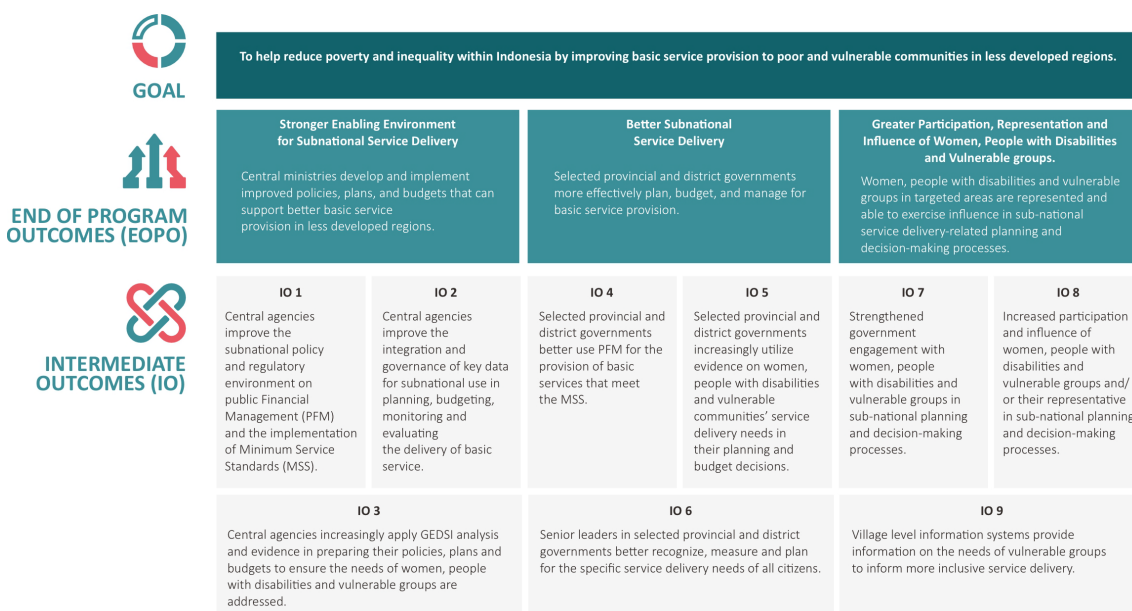 GOAL
To help reduce poverty and inequality within Indonesia by improving basic service provision to poor and vulnerable communities in less developed regions.
END OF PROGRAM
OUTCOMES (EOPO)
Stronger Enabling Environment
for Subnational Service Delivery
Central ministries develop and implement
improved policies, plans, and budgets that can
support better basic service
provision in less developed regions.
Better Subnational
Service Delivery
Selected provincial and district governments
more effectively plan, budget, and manage for
basic service provision.
Greater Participation, Representation and
Influence of Women, People with Disabilities
and Vulnerable groups.
Women, people with disabilities and vulnerable
groups in targeted areas are represented and
able to exercise influence in sub-national
service delivery-related planning and
decision-making processes.
INTERMEDIATE
OUTCOMES (IO)
IO 1
Central agencies
improve the
subnational policy
and regulatory
environment on
public Financial
Management (PFM)
and the implementation
of Minimum Service
Standards (MSS).
IO 2
Central agencies
improve the
integration and
governance of key data
for subnational use in
planning, budgeting,
monitoring and
evaluating
the delivery of basic
service.
IO 4
Selected provincial and
district governments
better use PFM for the
provision of basic
services that meet
the MSS.
IO 5
Selected provincial and
district governments
increasingly utilize
evidence on women,
people with disabilities
and vulnerable
communities’ service
delivery needs in
their planning and
budget decisions.
IO 7
Strengthened
government
engagement with
women, people
with disabilities and
vulnerable groups in
sub-national planning
and decision-making
processes.
IO 8
Increased participation
and influence of
women, people with
disabilities and
vulnerable groups and/
or their representative
in sub-national planning
and decision-making
processes.
IO 3
Central agencies increasingly apply GEDSI analysis
and evidence in preparing their policies, plans and
budgets to ensure the needs of women, people
with disabilities and vulnerable groups are
addressed.
IO 6
Senior leaders in selected provincial and district
governments better recognize, measure and plan
for the specific service delivery needs of all citizens.
IO 9
Village level information systems provide
information on the needs of vulnerable groups
to inform more inclusive service delivery.